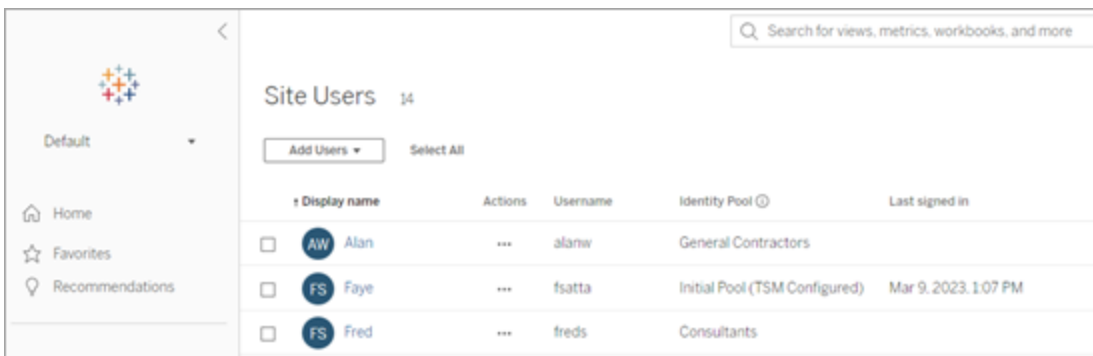 Search for views, metrics, workbooks, and more
Site Users 14
Default
Add Users Select All
Display name Actions Username Identity Pool Last signed in
Home
AW Alan ... alanw General Contractors
Favorites
FS Faye ... fsatta Initial Pool (TSM Configured) Mar 9, 2023, 1:07 PM
Recommendations
FS Fred ... freds Consultants